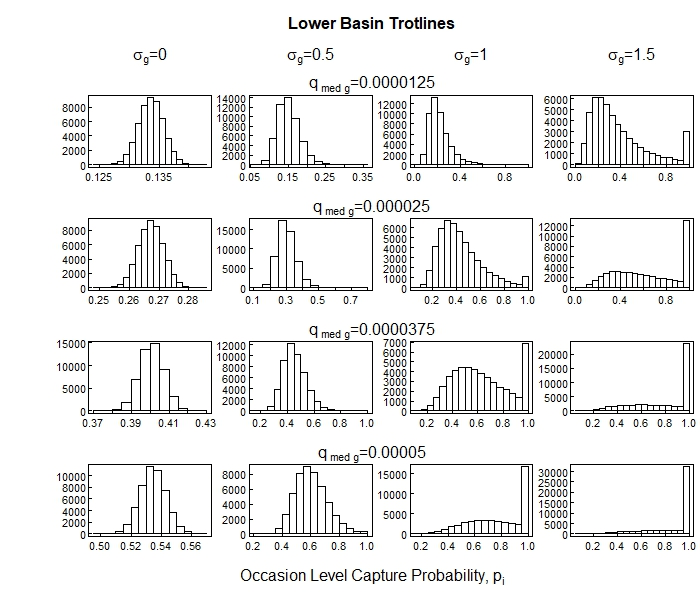 Lower Basin Trotlines
σg=0 σg=0.5 σg=1 σg=1.5
q med g=0.0000125
8000 6000 4000 2000 0 0.125 0.135
14000 12000 10000 8000 6000 4000 2000 0 0.05 0.15 0.25 0.35
12000 10000 8000 6000 4000 2000 0 0.0 0.4 0.8
6000 5000 4000 3000 2000 1000 0 0.0 0.4 0.8
q med g=0.000025
8000 6000 4000 2000 0 0.25 0.26 0.27 0.28
15000 10000 5000 0 0.1 0.3 0.5 0.7
6000 5000 4000 3000 2000 1000 0 0.2 0.4 0.6 0.8 1.0
12000 10000 8000 6000 4000 2000 0 0.0 0.4 0.8
q med g=0.0000375
15000 10000 5000 0 0.37 0.39 0.41 0.43
12000 10000 8000 6000 4000 2000 0 0.2 0.4 0.6 0.8 1.0
7000 6000 5000 4000 3000 2000 1000 0 0.2 0.4 0.6 0.8 1.0
20000 15000 10000 5000 0 0.2 0.4 0.6 0.8 1.0
q med g=0.00005
10000 8000 6000 4000 2000 0 0.50 0.52 0.54 0.56
8000 6000 4000 2000 0 0.2 0.4 0.6 0.8 1.0
15000 10000 5000 0 0.2 0.4 0.6 0.8 1.0
30000 25000 20000 15000 10000 5000 0 0.2 0.4 0.6 0.8 1.0
Occasion Level Capture Probability, pi